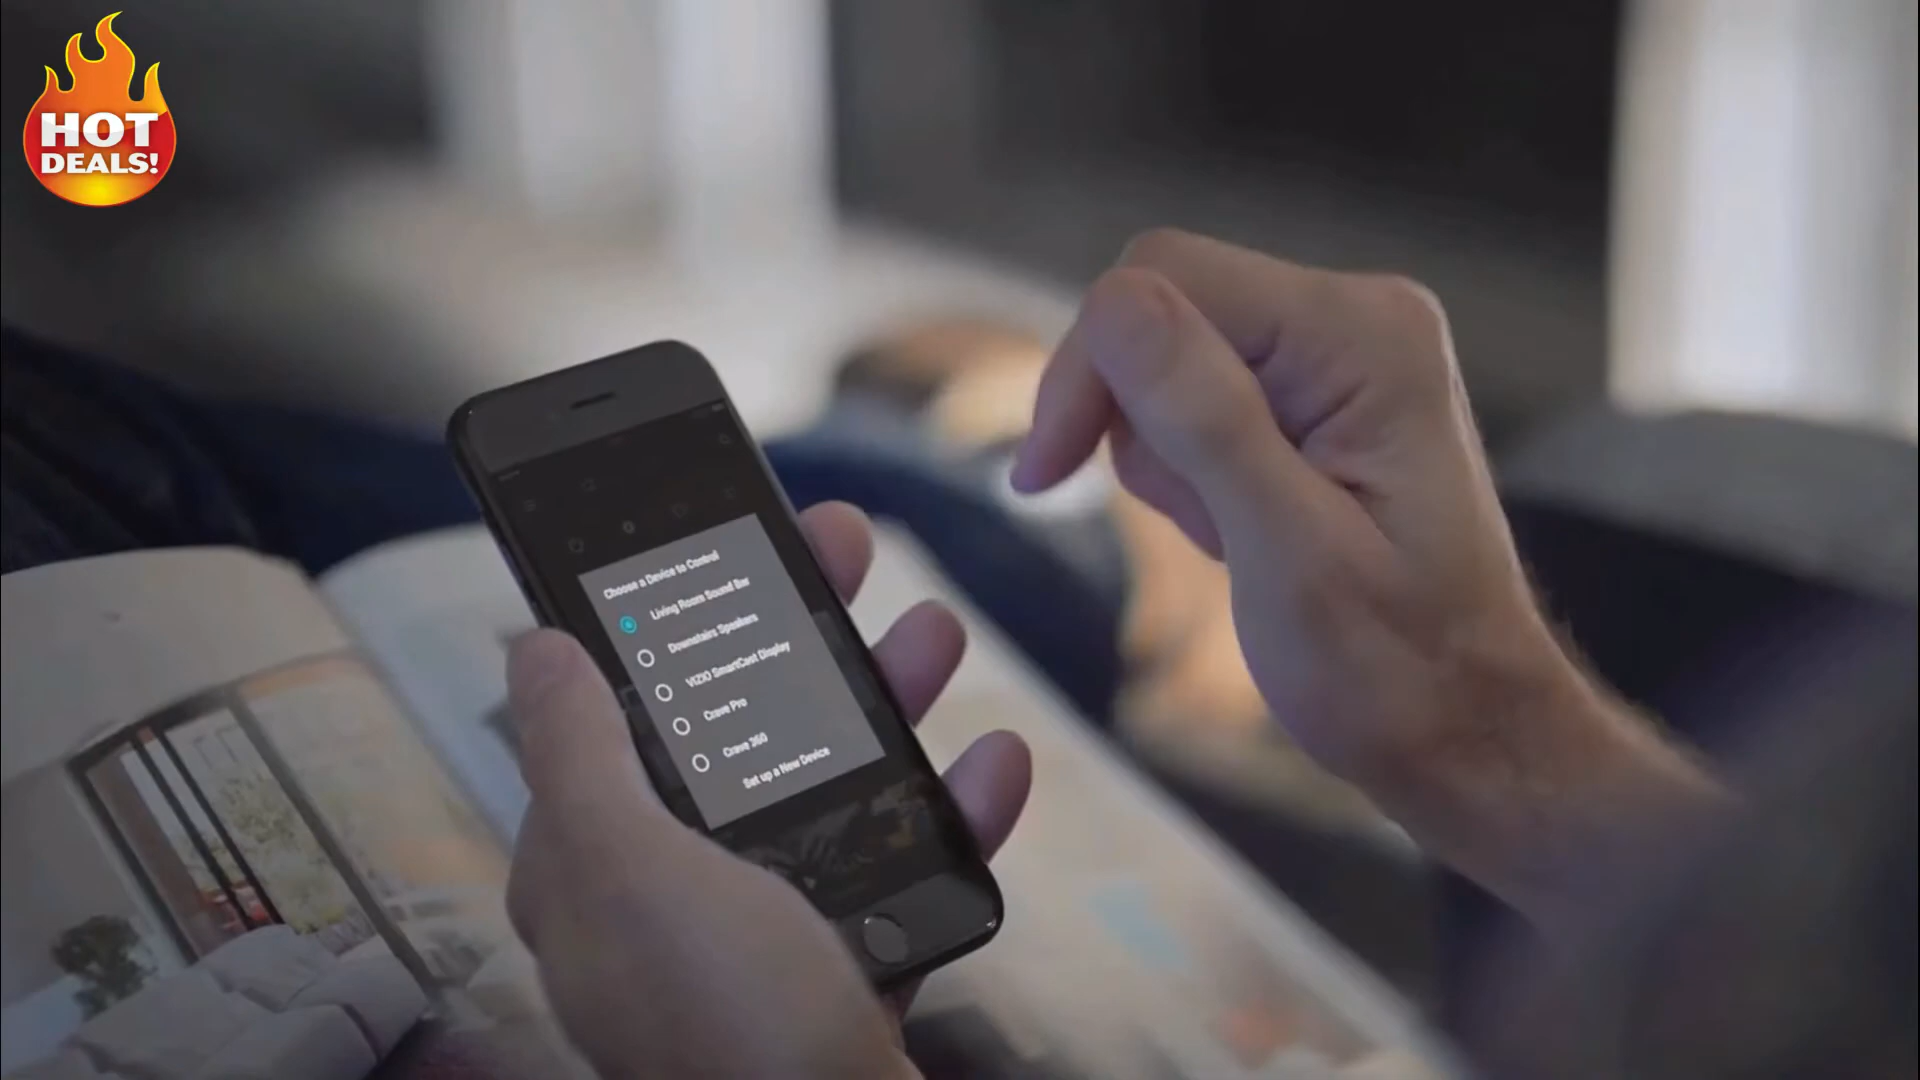 HOT
DEALS!
Choose a Device to Control
Living Room Sound Bar
Downstairs Speakers
VIZIO SmartCast Display
Crave Pro
Crave 360
Set up a New Device